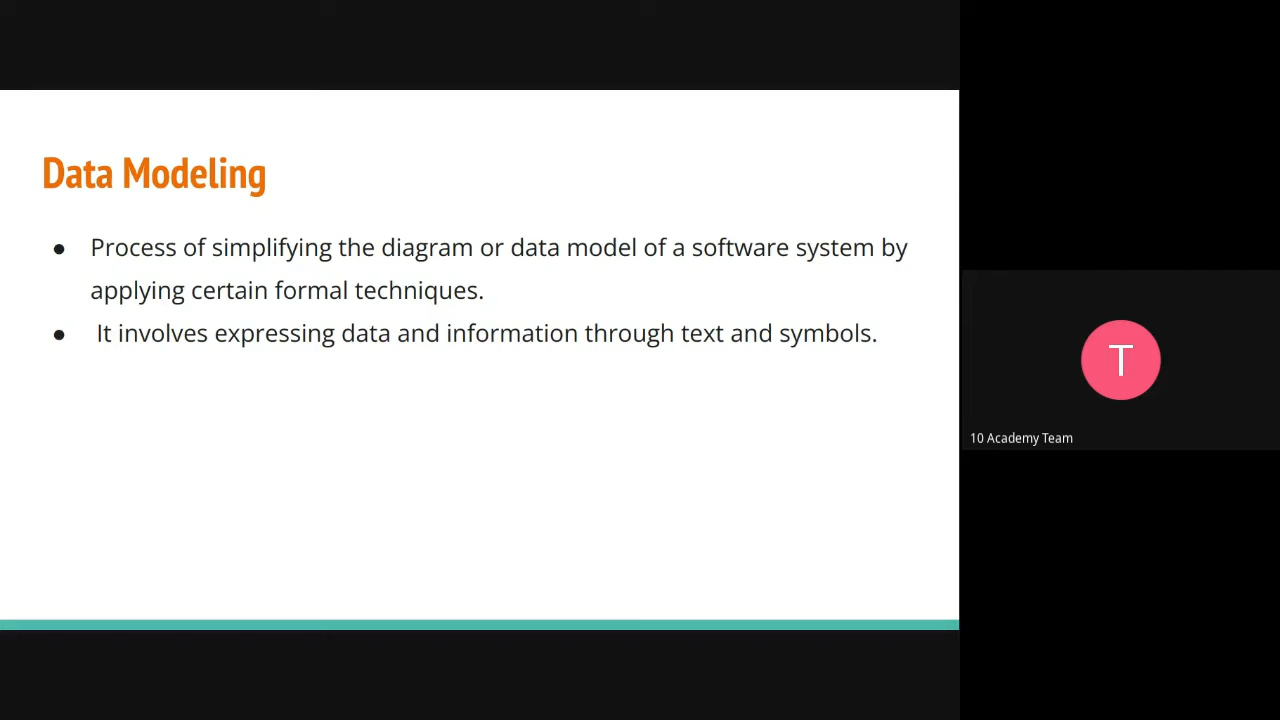 Data Modeling
● Process of simplifying the diagram or data model of a software system by
applying certain formal techniques.
● It involves expressing data and information through text and symbols.
T
10 Academy Team